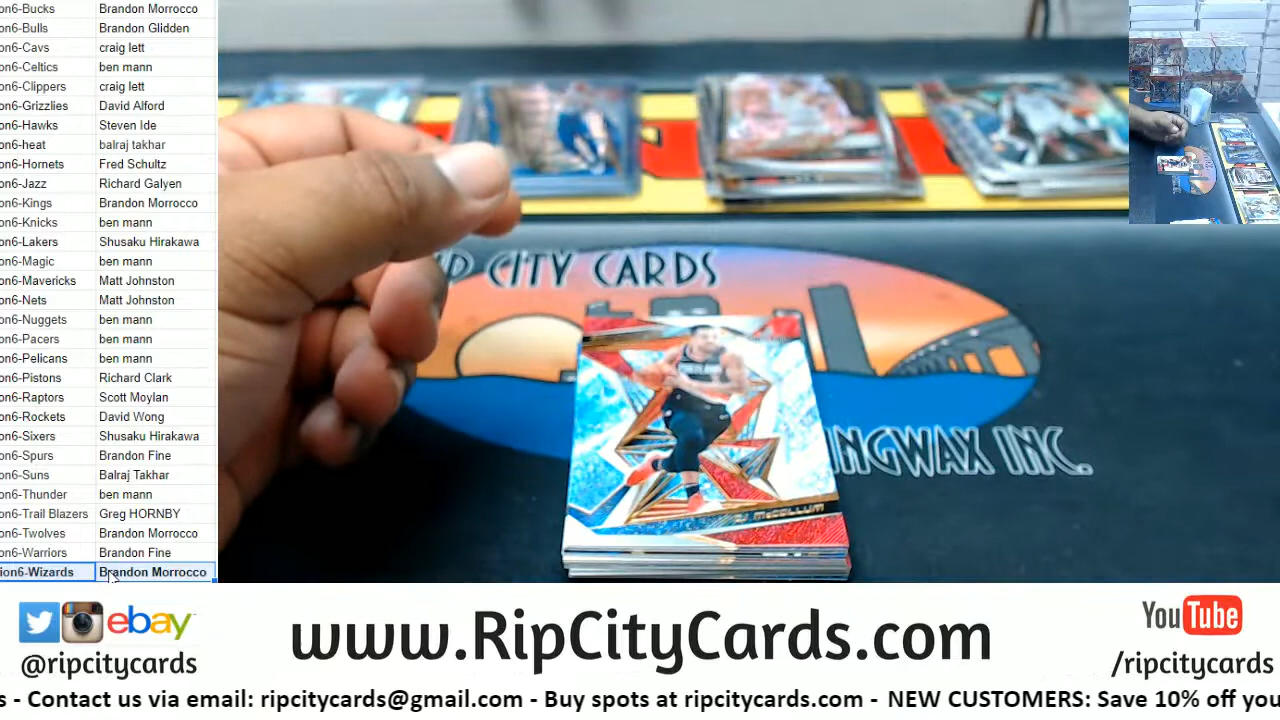 on6-Bucks Brandon Morrocco
on6-Bulls Brandon Glidden
on6-Cavs craig lett
on6-Celtics ben mann
on6-Clippers craig lett
on6-Grizzlies David Alford
on6-Hawks Steven Ide
on6-heat balraj takhar
on6-Hornets Fred Schultz
on6-Jazz Richard Galyen
on6-Kings Brandon Morrocco
on6-Knicks ben mann
on6-Lakers Shusaku Hirakawa
on6-Magic ben mann
on6-Mavericks Matt Johnston
on6-Nets Matt Johnston
on6-Nuggets ben mann
on6-Pacers ben mann
on6-Pelicans ben mann
on6-Pistons Richard Clark
on6-Raptors Scott Moylan
on6-Rockets David Wong
on6-Sixers Shusaku Hirakawa
on6-Spurs Brandon Fine
on6-Suns Balraj Takhar
on6-Thunder ben mann
on6-Trail Blazers Greg HORNBY
on6-Twolves Brandon Morrocco
on6-Warriors Brandon Fine
ion6-Wizards Brandon Morrocco
IP CITY CARDS
PORTLAND
CJ McCOLLUM
INGWAX INC.
ebay
@ripcitycards
www.RipCityCards.com
YouTube
/ripcitycards
s - Contact us via email: ripcitycards@gmail.com - Buy spots at ripcitycards.com - NEW CUSTOMERS: Save 10% off you